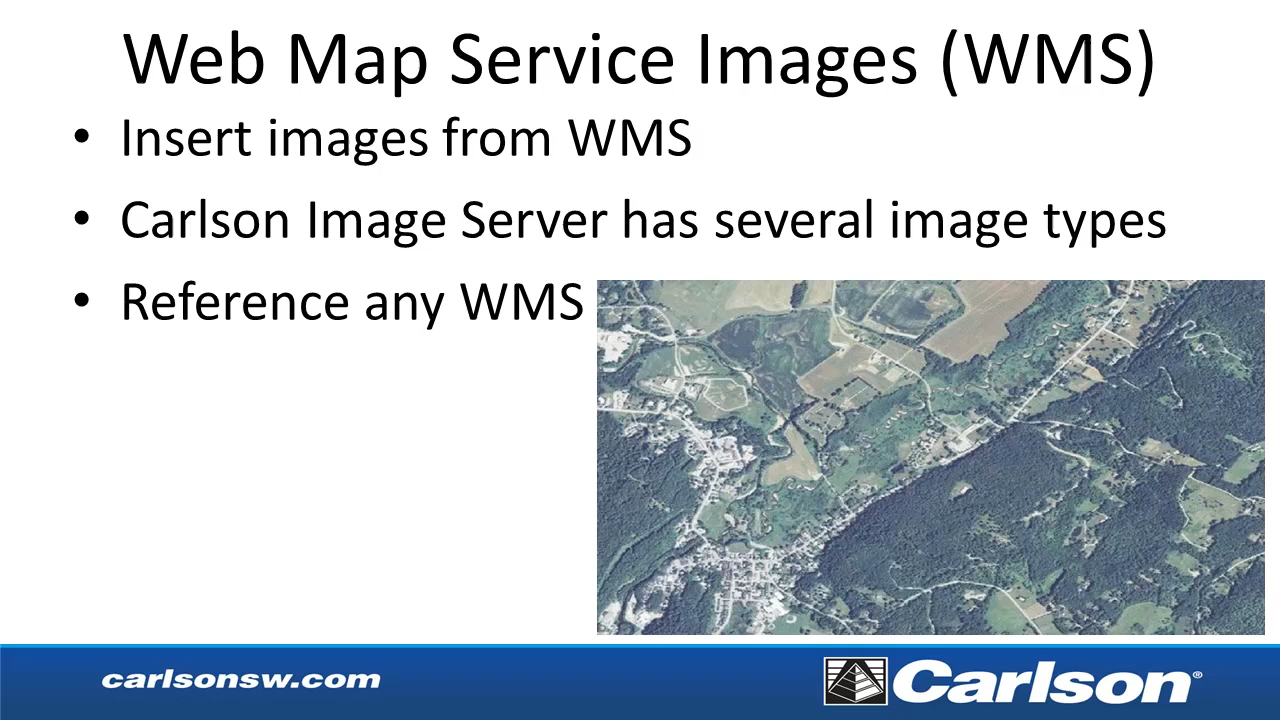 Web Map Service Images (WMS)
• Insert images from WMS
• Carlson Image Server has several image types
• Reference any WMS
carlsonsw.com
Carlson®